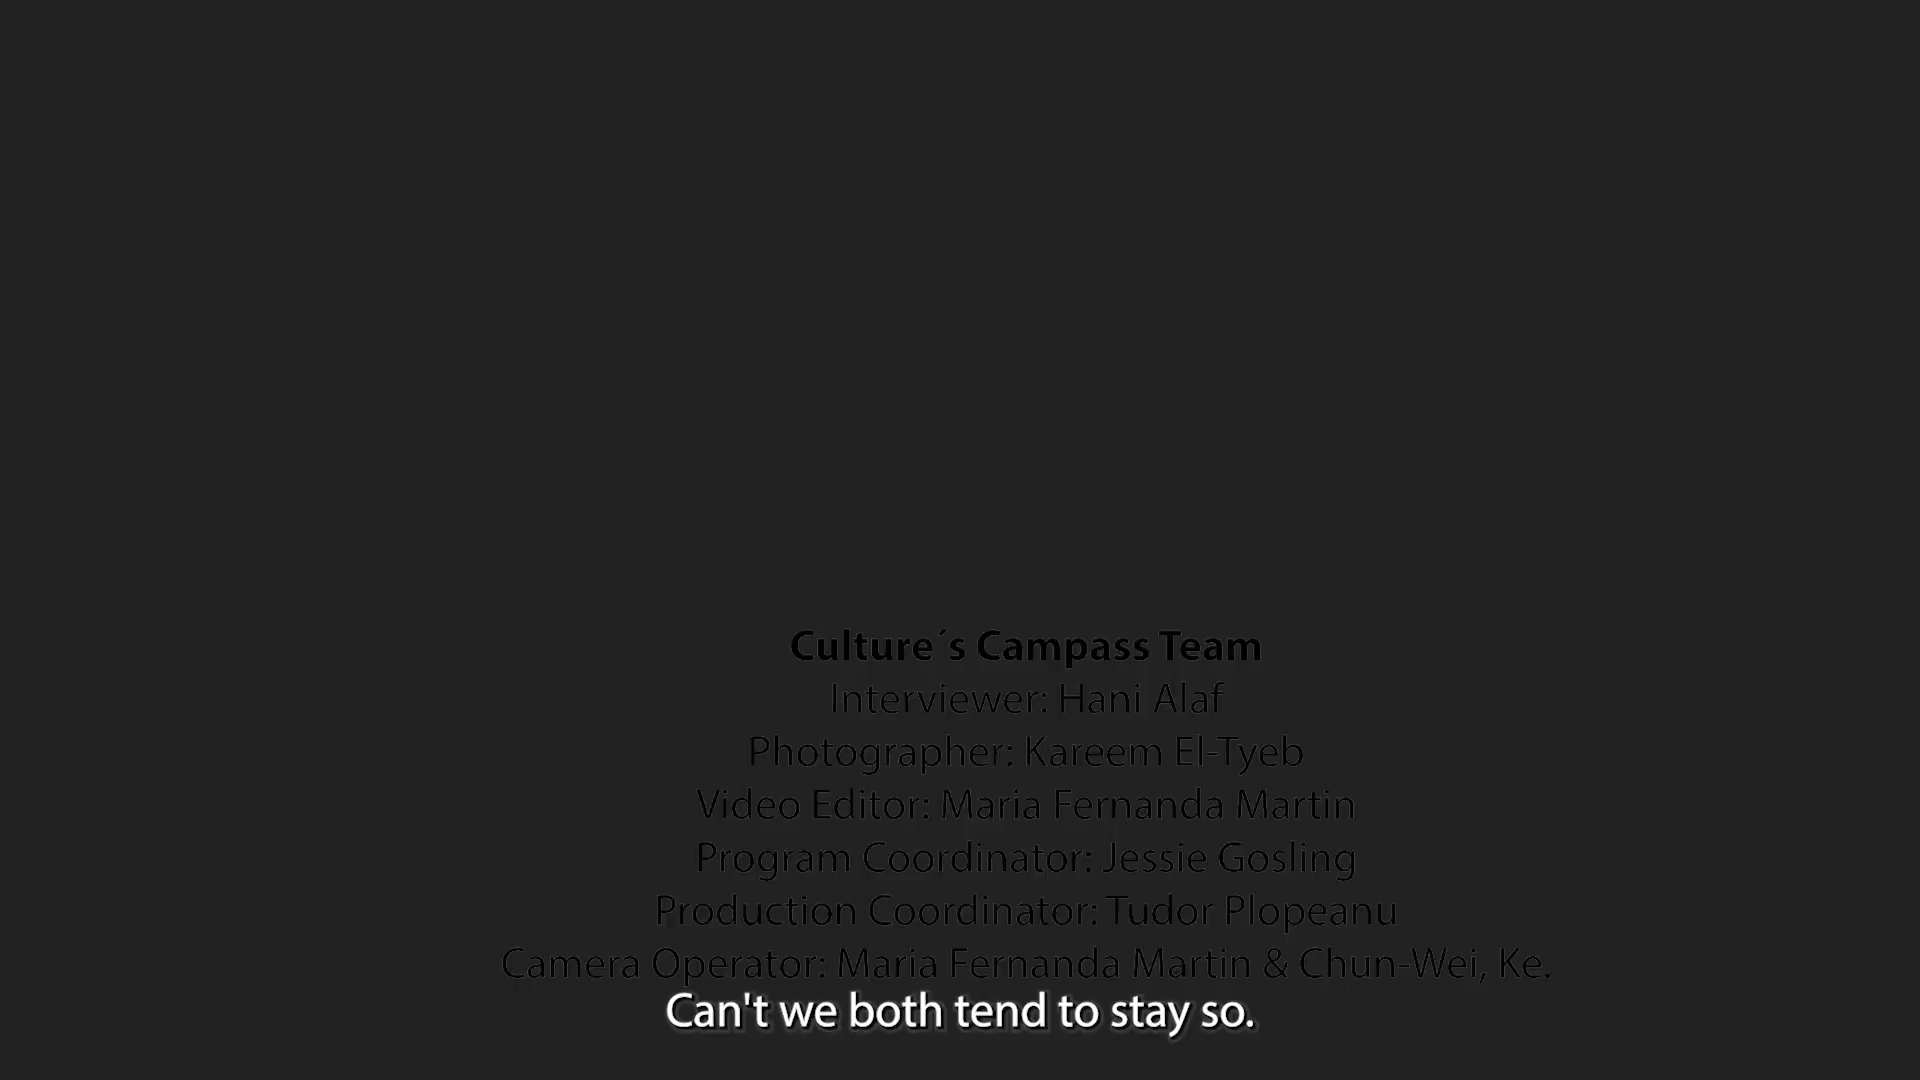 Culture´s Campass Team
Interviewer: Hani Alaf
Photographer: Kareem El-Tyeb
Video Editor: Maria Fernanda Martin
Program Coordinator: Jessie Gosling
Production Coordinator: Tudor Plopeanu
Camera Operator: Maria Fernanda Martin & Chun-Wei, Ke.
Can't we both tend to stay so.